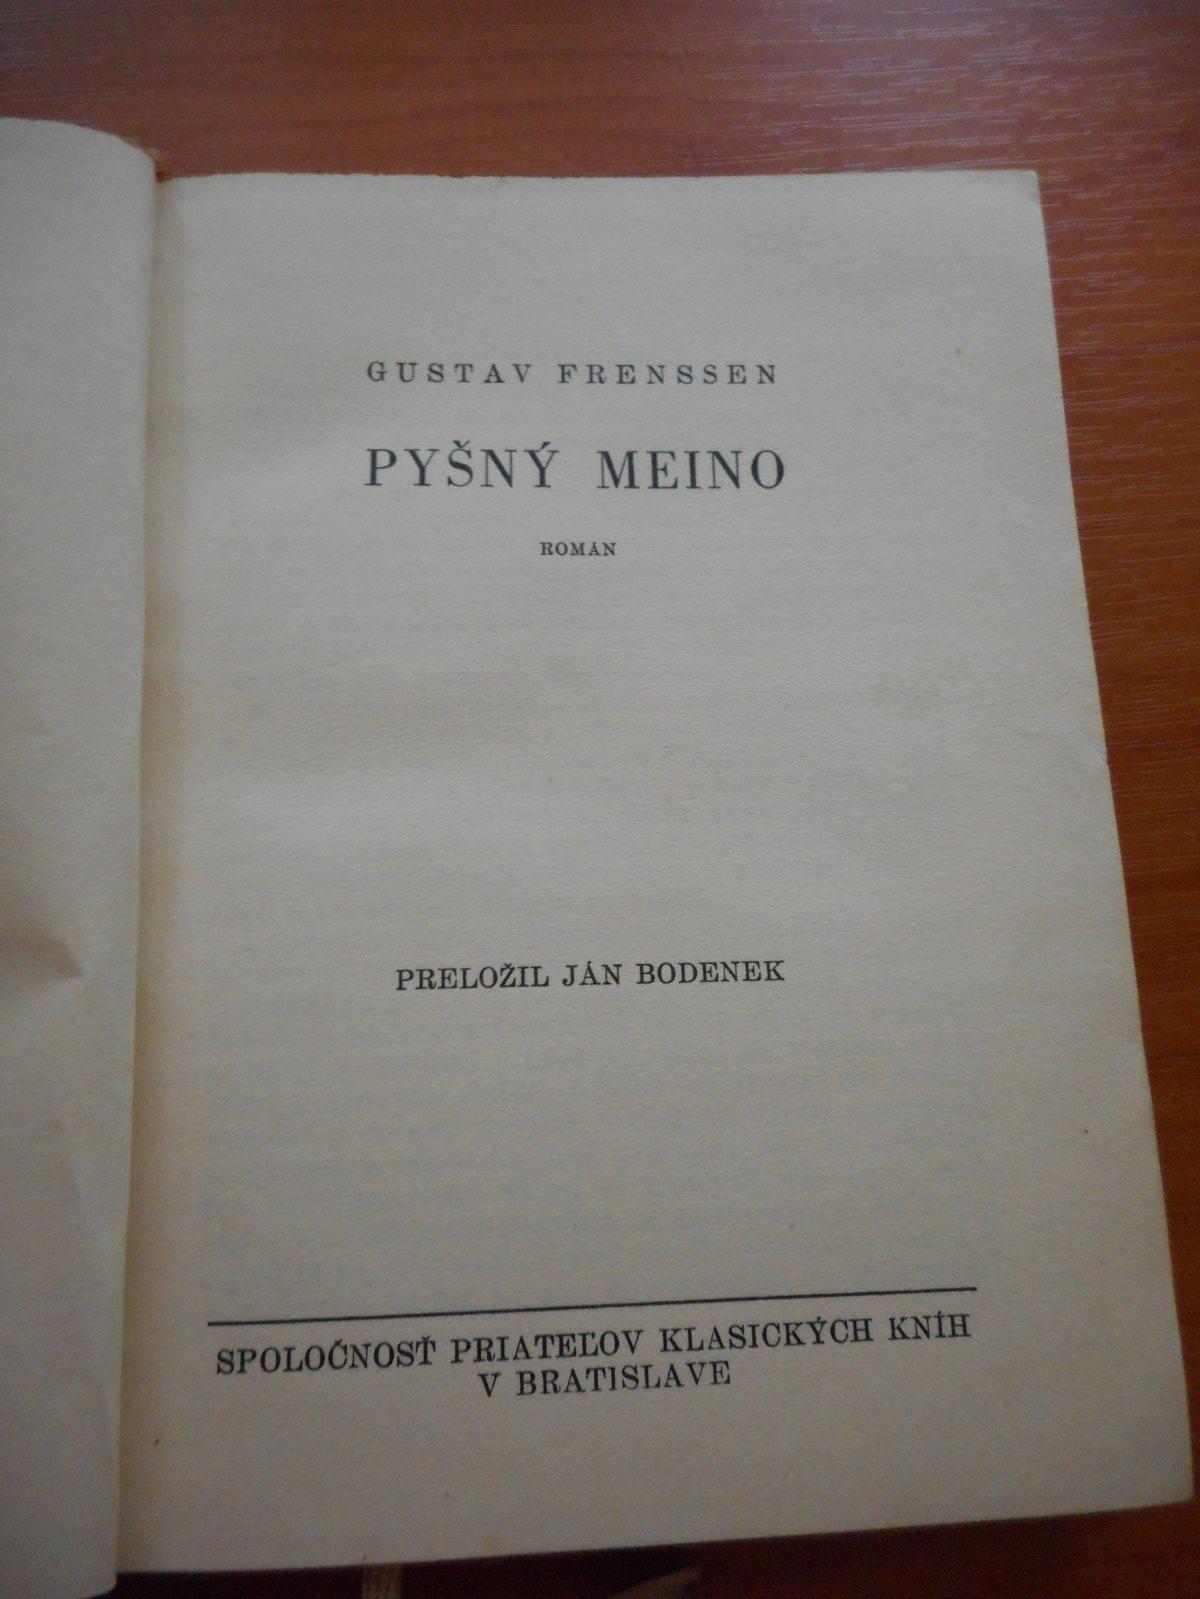 GUSTAV FRENSSEN
PYŠNÝ MEINO
ROMÁN
PRELOŽIL JÁN BODENEK
SPOLOČNOSŤ PRIATEĽOV KLASICKÝCH KNÍH
V BRATISLAVE